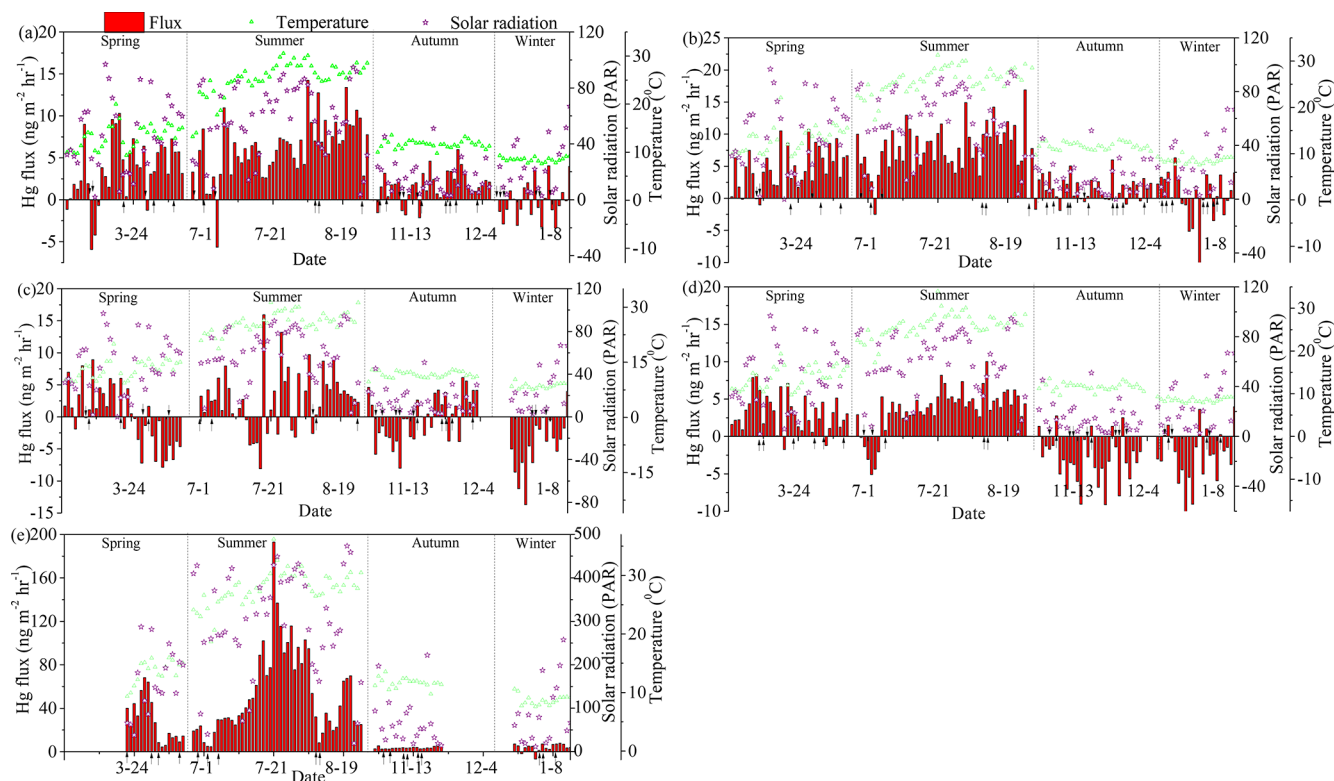 Flux Temperature Solar radiation
(a) Spring Summer Autumn Winter
20 15 10 5 0 -5
Hg flux (ng m⁻² hr⁻¹)
120 80 40 0 -40
Solar radiation (PAR)
30 20 10 0 -10
Temperature (⁰C)
3-24 7-1 7-21 8-19 11-13 12-4 1-8
Date
(b) Spring Summer Autumn Winter
25 20 15 10 5 0 -5 -10
Hg flux (ng m⁻² hr⁻¹)
120 80 40 0 -40
Solar radiation (PAR)
30 20 10 0 -10
Temperature (⁰C)
3-24 7-1 7-21 8-19 11-13 12-4 1-8
Date
(c) Spring Summer Autumn Winter
20 15 10 5 0 -5 -10 -15
Hg flux (ng m⁻² hr⁻¹)
120 80 40 0 -40 -80
Solar radiation (PAR)
30 15 0 -15
Temperature (⁰C)
3-24 7-1 7-21 8-19 11-13 12-4 1-8
Date
(d) Spring Summer Autumn Winter
20 15 10 5 0 -5 -10
Hg flux (ng m⁻² hr⁻¹)
120 80 40 0 -40
Solar radiation (PAR)
30 20 10 0 -10
Temperature (⁰C)
3-24 7-1 7-21 8-19 11-13 12-4 1-8
Date
(e) Spring Summer Autumn Winter
200 160 120 80 40 0
Hg flux (ng m⁻² hr⁻¹)
500 400 300 200 100 0
Solar radiation (PAR)
30 20 10 0
Temperature (⁰C)
3-24 7-1 7-21 8-19 11-13 12-4 1-8
Date